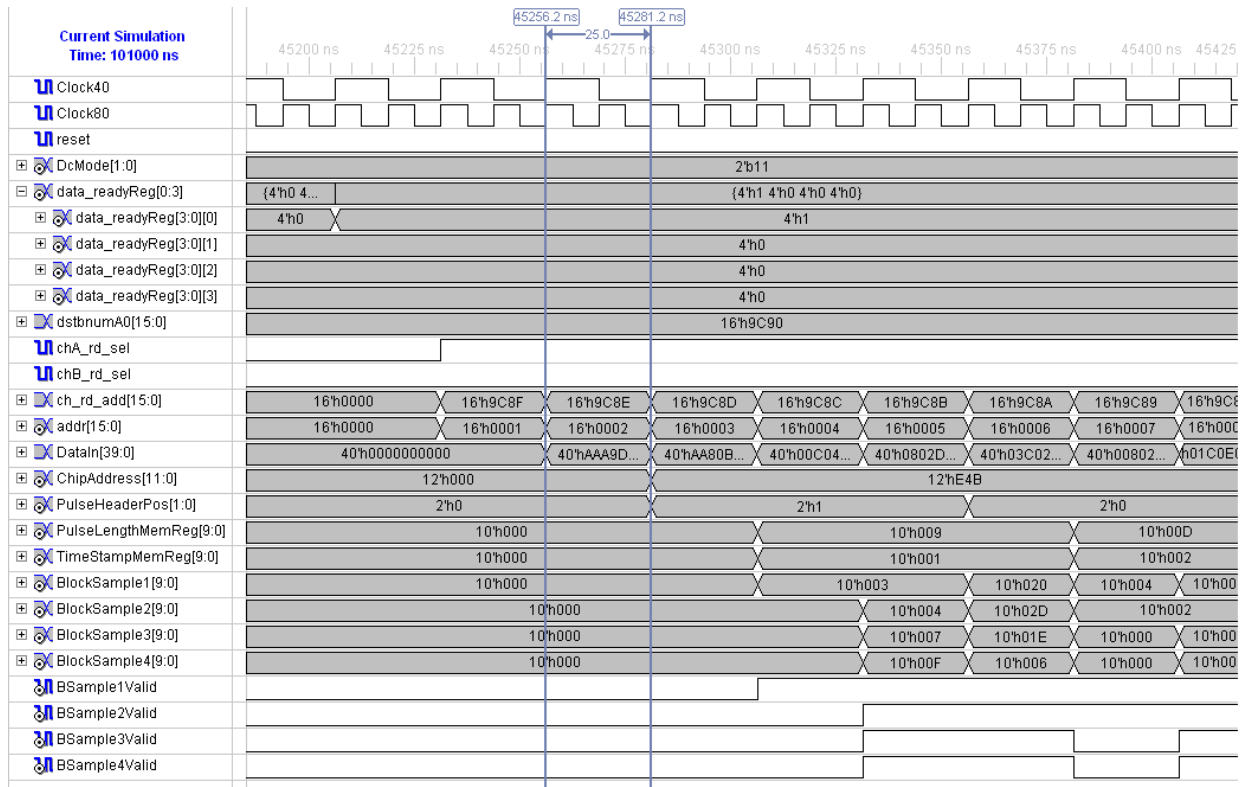 45256.2 ns 45281.2 ns
Current Simulation
Time: 101000 ns
25.0
45200 ns 45225 ns 45250 ns 45275 ns 45300 ns 45325 ns 45350 ns 45375 ns 45400 ns 45425
Clock40
Clock80
reset
DcMode[1:0] 2'b11
data_readyReg[0:3] {4'h0 4... {4'h1 4'h0 4'h0 4'h0}
data_readyReg[3:0][0] 4'h0 4'h1
data_readyReg[3:0][1] 4'h0
data_readyReg[3:0][2] 4'h0
data_readyReg[3:0][3] 4'h0
dstbnumA0[15:0] 16'h9C90
chA_rd_sel
chB_rd_sel
ch_rd_add[15:0] 16'h0000 16'h9C8F 16'h9C8E 16'h9C8D 16'h9C8C 16'h9C8B 16'h9C8A 16'h9C89 16'h9C8
addr[15:0] 16'h0000 16'h0001 16'h0002 16'h0003 16'h0004 16'h0005 16'h0006 16'h0007 16'h000
DataIn[39:0] 40'h0000000000 40'hAAA9D... 40'hAA80B... 40'h00C04... 40'h0802D... 40'h03C02... 40'h00802... h01C0E0
ChipAddress[11:0] 12'h000 12'hE4B
PulseHeaderPos[1:0] 2'h0 2'h1 2'h0
PulseLengthMemReg[9:0] 10'h000 10'h009 10'h00D
TimeStampMemReg[9:0] 10'h000 10'h001 10'h002
BlockSample1[9:0] 10'h000 10'h003 10'h020 10'h004 10'h00
BlockSample2[9:0] 10'h000 10'h004 10'h02D 10'h002
BlockSample3[9:0] 10'h000 10'h007 10'h01E 10'h000 10'h00
BlockSample4[9:0] 10'h000 10'h00F 10'h006 10'h000 10'h00
BSample1Valid
BSample2Valid
BSample3Valid
BSample4Valid